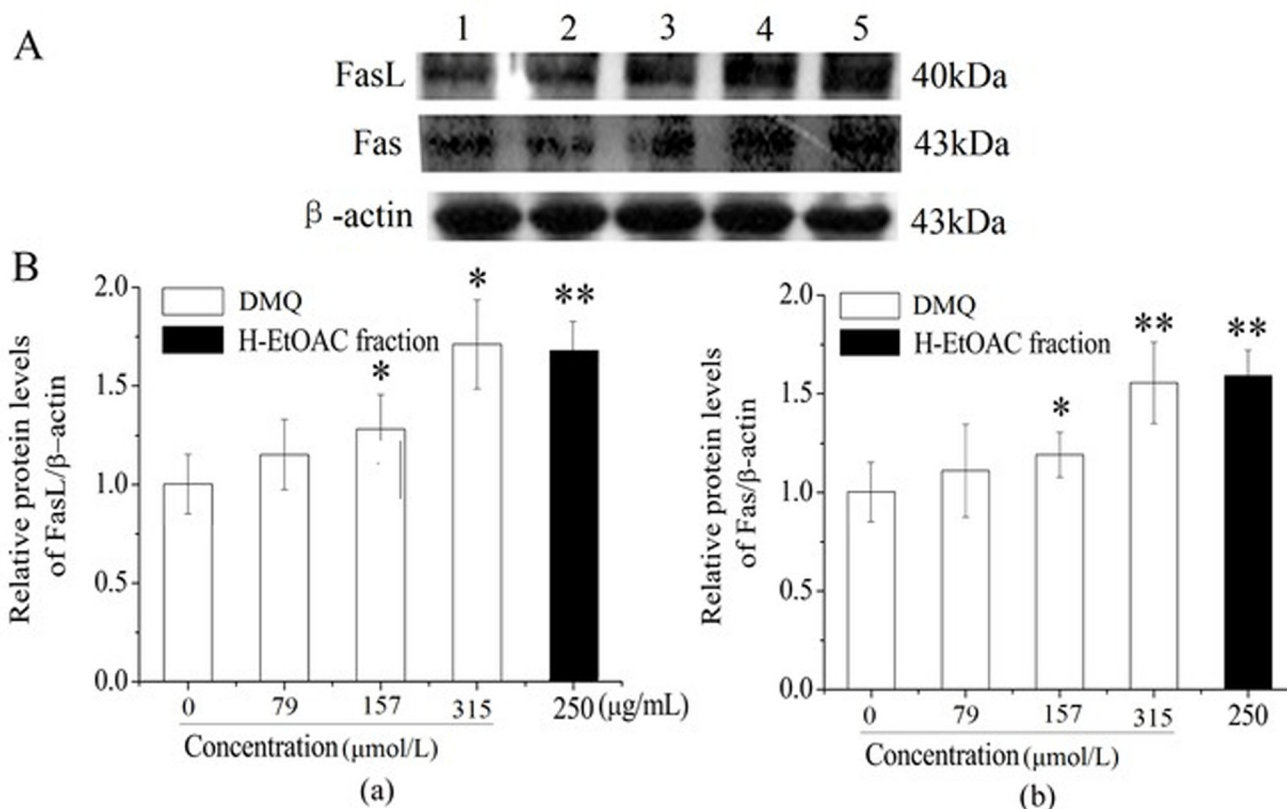 A
1 2 3 4 5
FasL 40kDa
Fas 43kDa
β-actin 43kDa
B
2.0
1.5
1.0
0.5
0.0
Relative protein levels
of FasL/β-actin
DMQ
H-EtOAC fraction
*
*
**
0 79 157 315 250 (μg/mL)
Concentration (μmol/L)
(a)
2.0
1.5
1.0
0.5
0.0
Relative protein levels
of Fas/β-actin
DMQ
H-EtOAC fraction
*
**
**
0 79 157 315 250
Concentration (μmol/L)
(b)